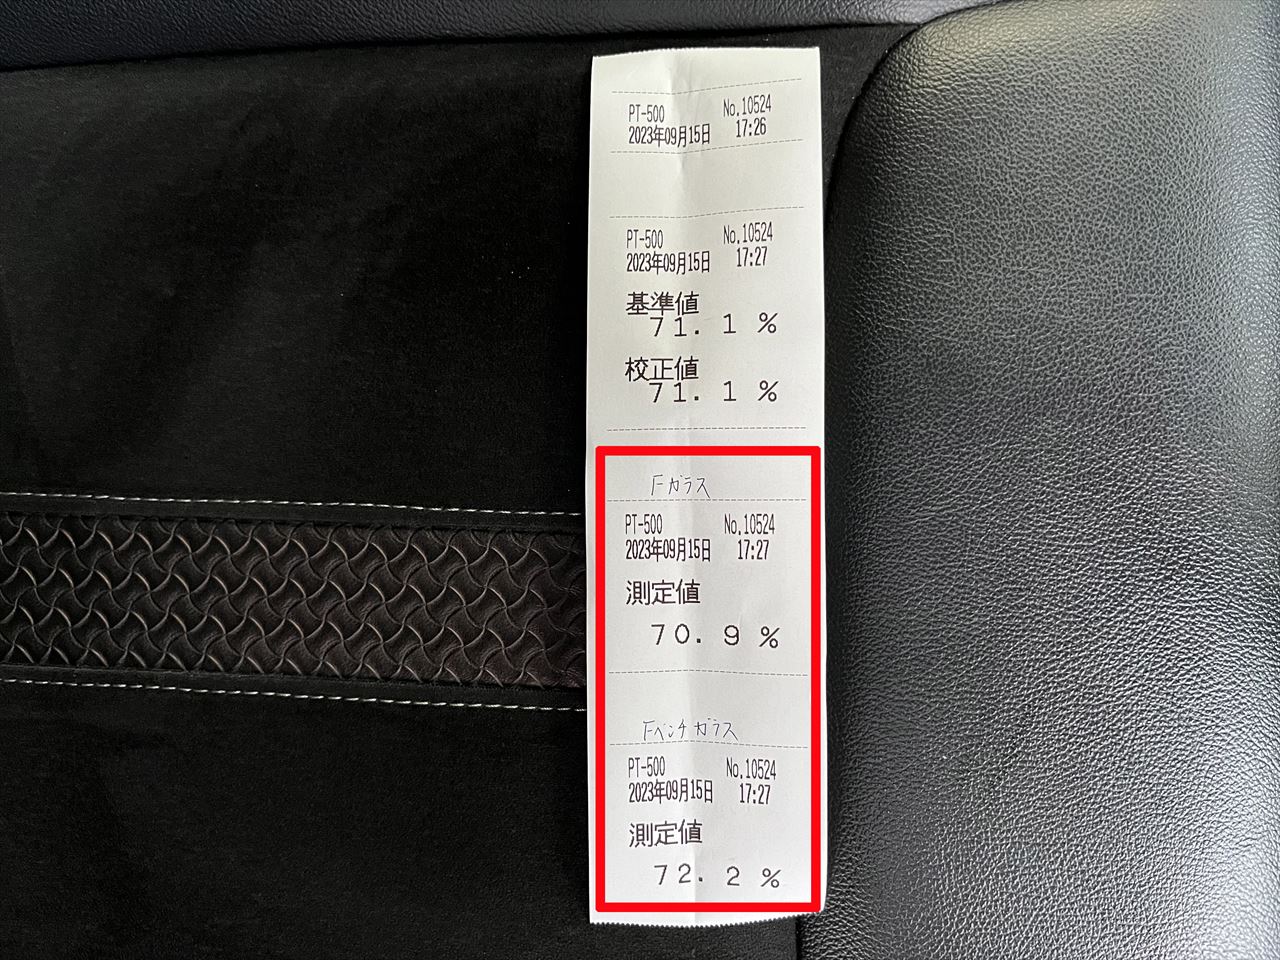 PT-500 No.10524
2023年09月15日 17:26
PT-500 No.10524
2023年09月15日 17:27
基準値
71.1%
校正値
71.1%
Fガラス
PT-500 No.10524
2023年09月15日 17:27
測定値
70.9%
Fベンチガラス
PT-500 No.10524
2023年09月15日 17:27
測定値
72.2%